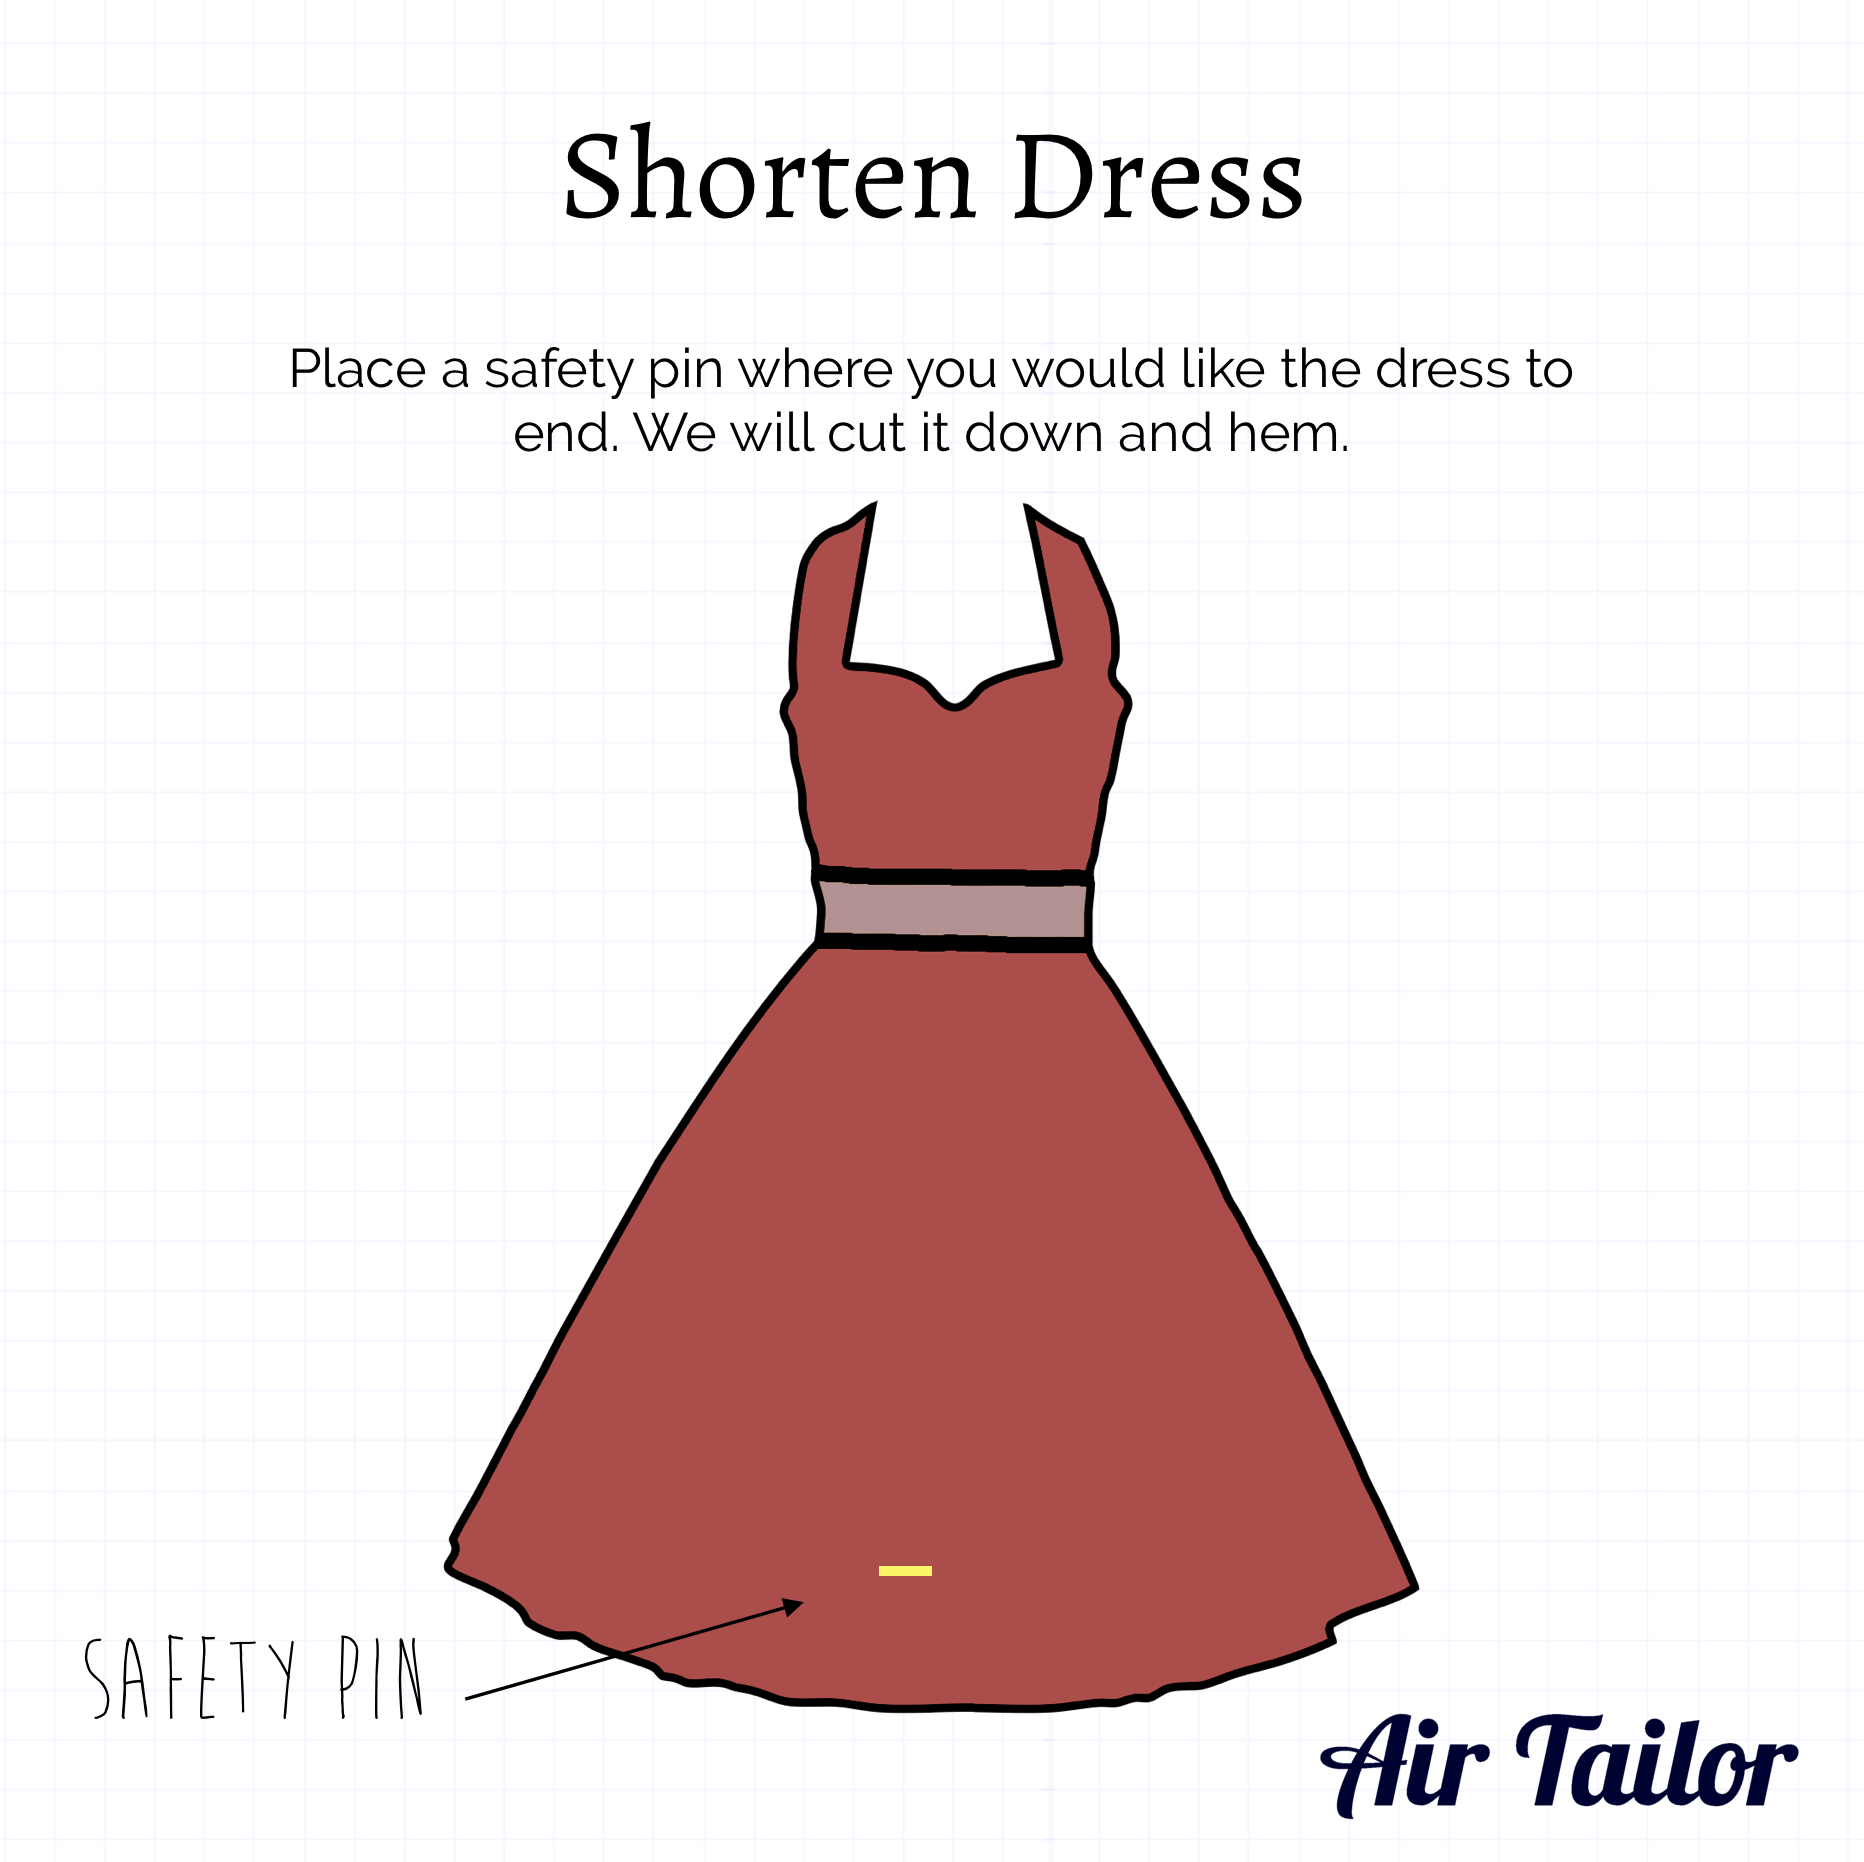 Shorten Dress
Place a safety pin where you would like the dress to
end. We will cut it down and hem.
SAFETY PIN
Air Tailor